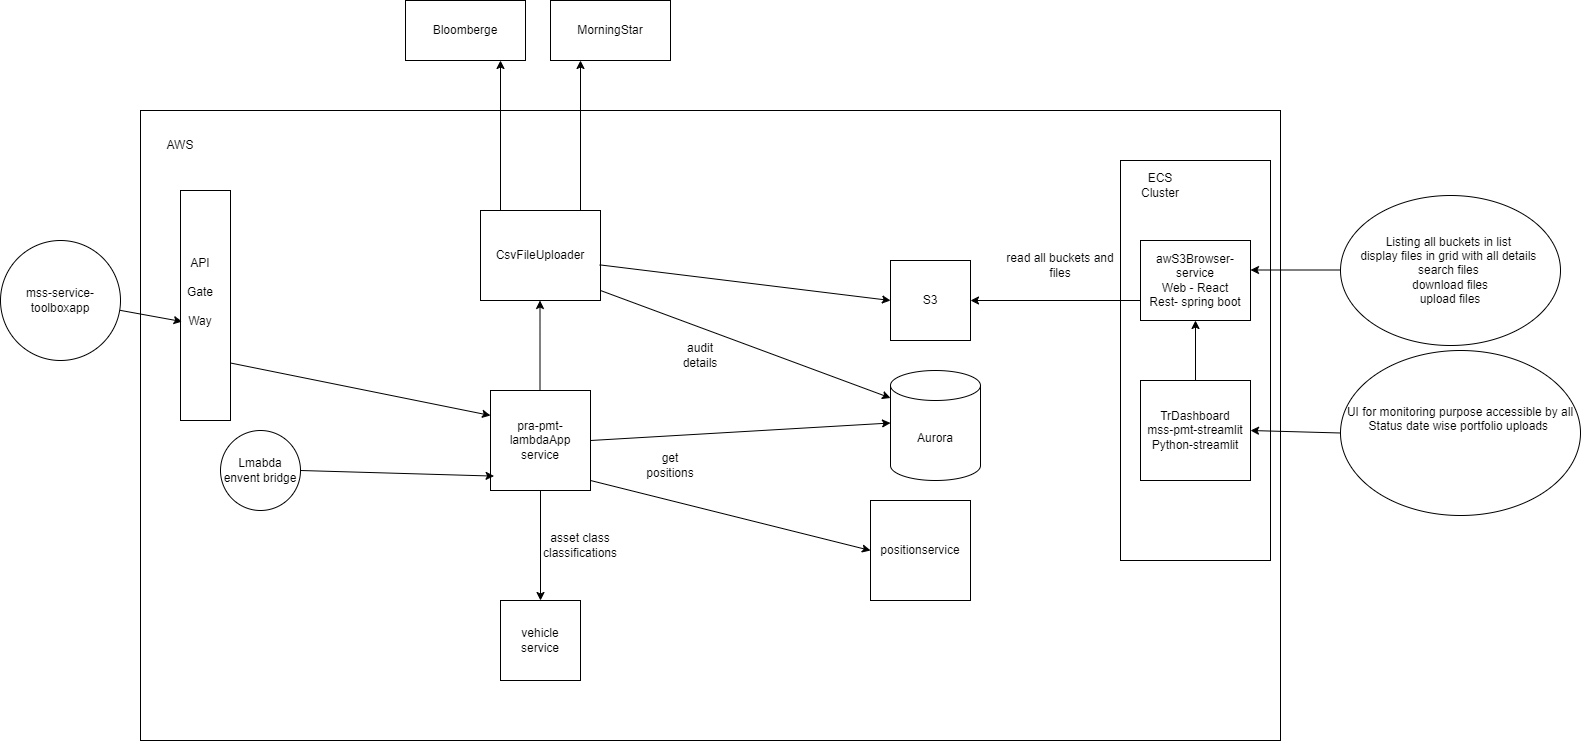 Bloomberge
MorningStar
AWS
API
Gate
Way
mss-service-
toolboxapp
CsvFileUploader
ECS
Cluster
awS3Browser-
service
Web - React
Rest- spring boot
Listing all buckets in list
display files in grid with all details
search files
download files
upload files
read all buckets and
files
S3
audit
details
pra-pmt-
lambdaApp
service
Aurora
TrDashboard
mss-pmt-streamlit
Python-streamlit
UI for monitoring purpose accessible by all
Status date wise portfolio uploads
Lmabda
envent bridge
get
positions
asset class
classifications
positionservice
vehicle
service